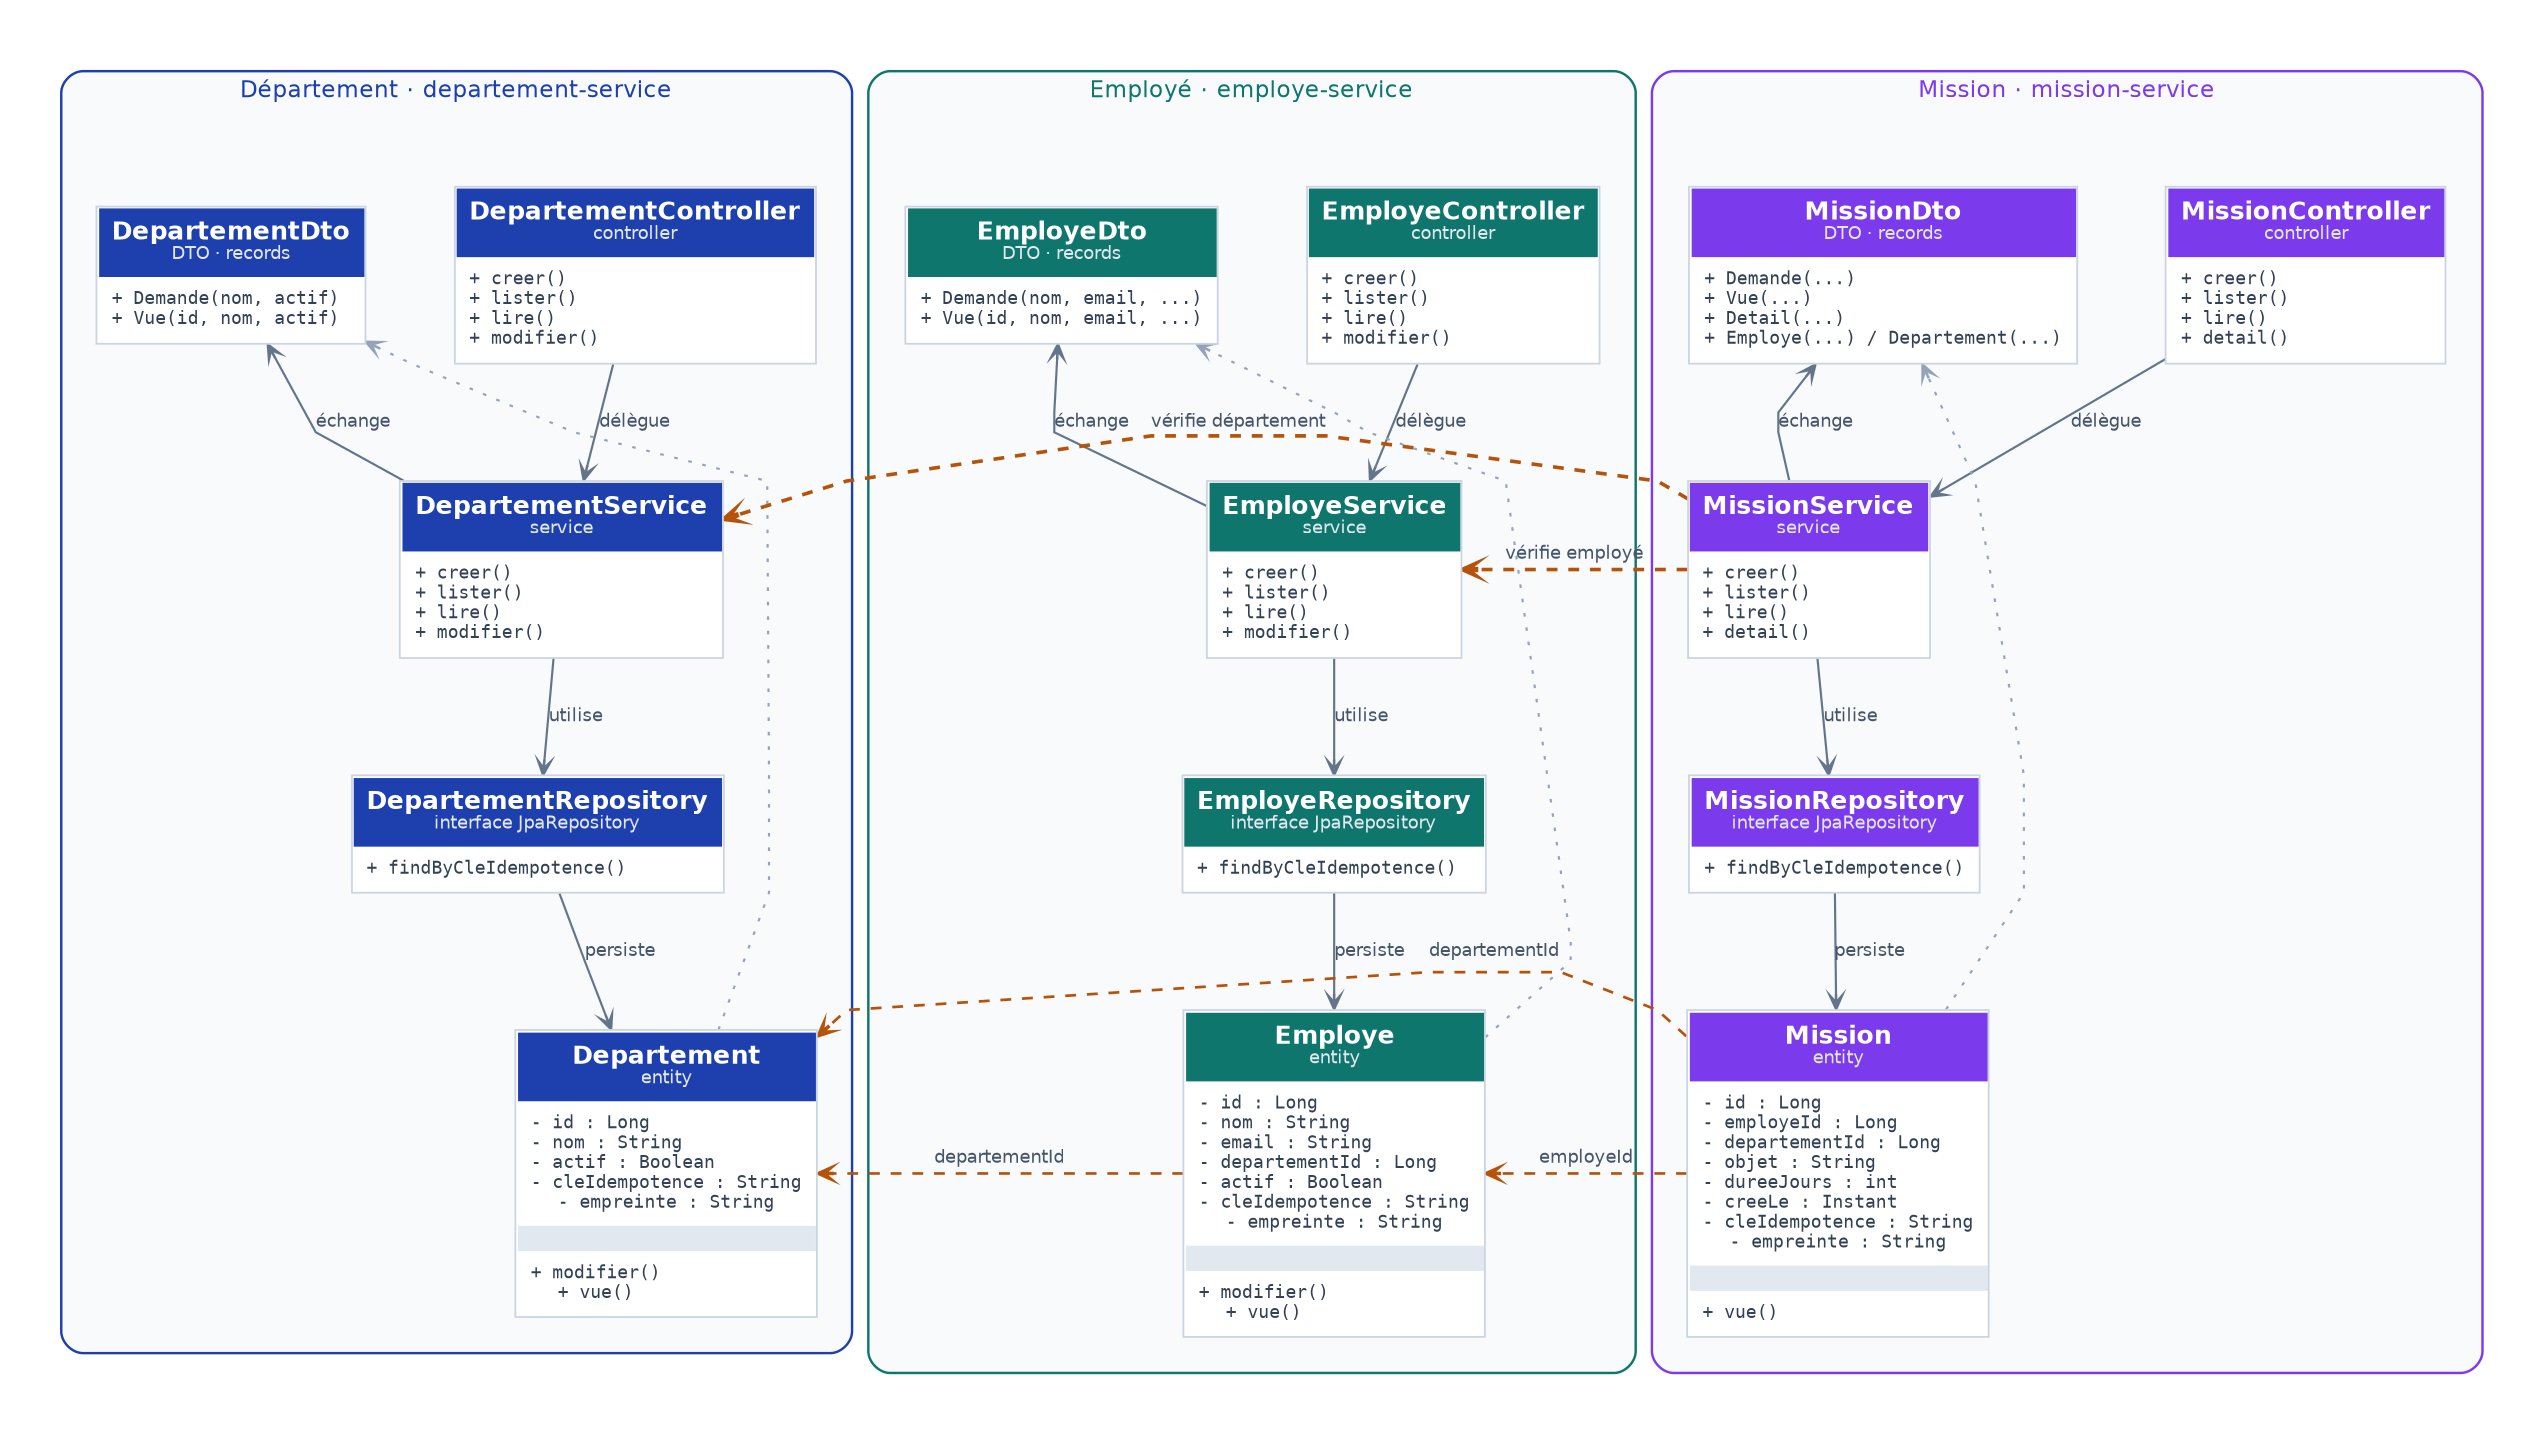 Département · departement-service
DepartementDto
DTO · records
+ Demande(nom, actif)
+ Vue(id, nom, actif)
DepartementController
controller
+ creer()
+ lister()
+ lire()
+ modifier()
échange
délègue
DepartementService
service
+ creer()
+ lister()
+ lire()
+ modifier()
utilise
DepartementRepository
interface JpaRepository
+ findByCleIdempotence()
persiste
Departement
entity
- id : Long
- nom : String
- actif : Boolean
- cleIdempotence : String
- empreinte : String
+ modifier()
+ vue()
Employé · employe-service
EmployeDto
DTO · records
+ Demande(nom, email, ...)
+ Vue(id, nom, email, ...)
EmployeController
controller
+ creer()
+ lister()
+ lire()
+ modifier()
échange
vérifie département
délègue
EmployeService
service
+ creer()
+ lister()
+ lire()
+ modifier()
vérifie employé
utilise
EmployeRepository
interface JpaRepository
+ findByCleIdempotence()
persiste
departementId
Employe
entity
- id : Long
- nom : String
- email : String
- departementId : Long
- actif : Boolean
- cleIdempotence : String
- empreinte : String
+ modifier()
+ vue()
departementId
employeId
Mission · mission-service
MissionDto
DTO · records
+ Demande(...)
+ Vue(...)
+ Detail(...)
+ Employe(...) / Departement(...)
MissionController
controller
+ creer()
+ lister()
+ lire()
+ detail()
échange
délègue
MissionService
service
+ creer()
+ lister()
+ lire()
+ detail()
utilise
MissionRepository
interface JpaRepository
+ findByCleIdempotence()
persiste
Mission
entity
- id : Long
- employeId : Long
- departementId : Long
- objet : String
- dureeJours : int
- creeLe : Instant
- cleIdempotence : String
- empreinte : String
+ vue()